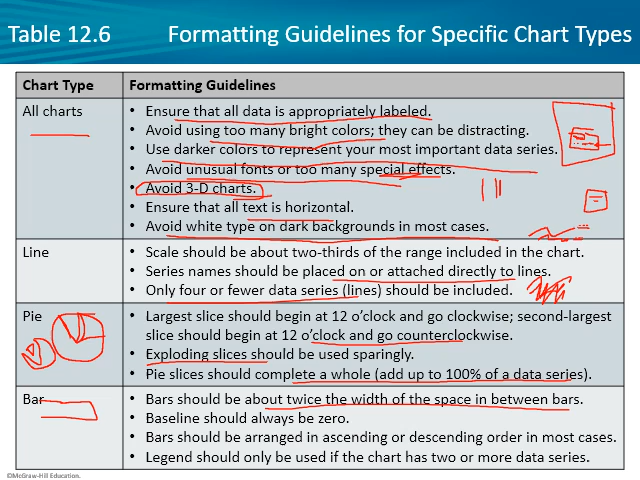 Table 12.6 Formatting Guidelines for Specific Chart Types
Chart Type Formatting Guidelines
All charts
• Ensure that all data is appropriately labeled.
• Avoid using too many bright colors; they can be distracting.
• Use darker colors to represent your most important data series.
• Avoid unusual fonts or too many special effects.
• Avoid 3-D charts.
• Ensure that all text is horizontal.
• Avoid white type on dark backgrounds in most cases.
Line
• Scale should be about two-thirds of the range included in the chart.
• Series names should be placed on or attached directly to lines.
• Only four or fewer data series (lines) should be included.
Pie
• Largest slice should begin at 12 o'clock and go clockwise; second-largest
slice should begin at 12 o'clock and go counterclockwise.
• Exploding slices should be used sparingly.
• Pie slices should complete a whole (add up to 100% of a data series).
Bar
• Bars should be about twice the width of the space in between bars.
• Baseline should always be zero.
• Bars should be arranged in ascending or descending order in most cases.
• Legend should only be used if the chart has two or more data series.
©McGraw-Hill Education.